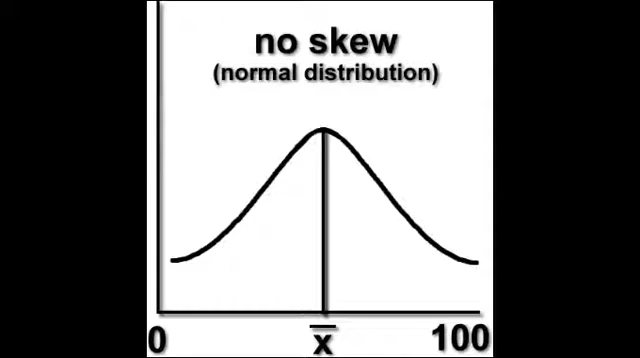 no skew
(normal distribution)
0 x̅ 100